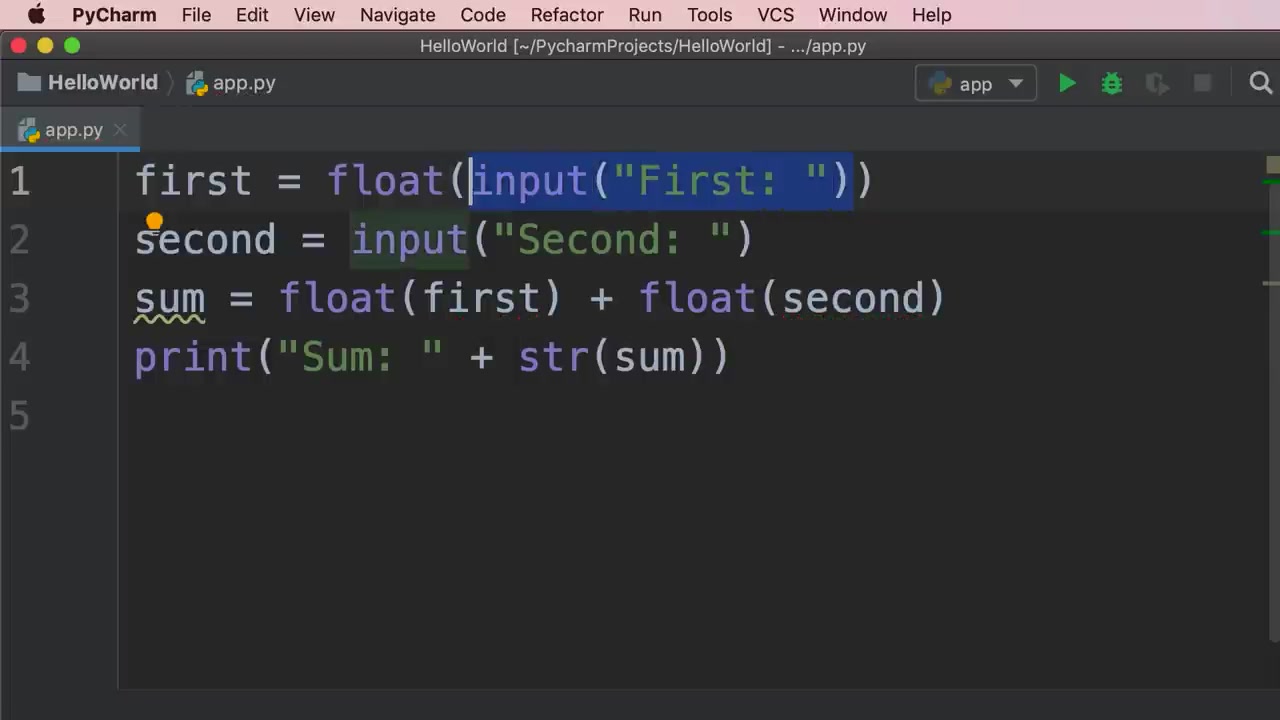 PyCharm File Edit View Navigate Code Refactor Run Tools VCS Window Help
HelloWorld [~/PycharmProjects/HelloWorld] - .../app.py
HelloWorld app.py app
app.py
1 first = float(input("First: "))
2 second = input("Second: ")
3 sum = float(first) + float(second)
4 print("Sum: " + str(sum))
5